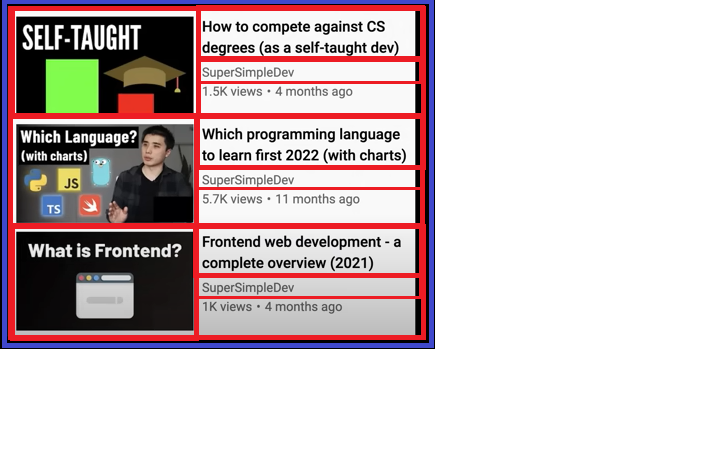 SELF-TAUGHT
How to compete against CS
degrees (as a self-taught dev)
SuperSimpleDev
1.5K views • 4 months ago
Which Language?
(with charts)
JS
TS
Which programming language
to learn first 2022 (with charts)
SuperSimpleDev
5.7K views • 11 months ago
What is Frontend?
Frontend web development - a
complete overview (2021)
SuperSimpleDev
1K views • 4 months ago